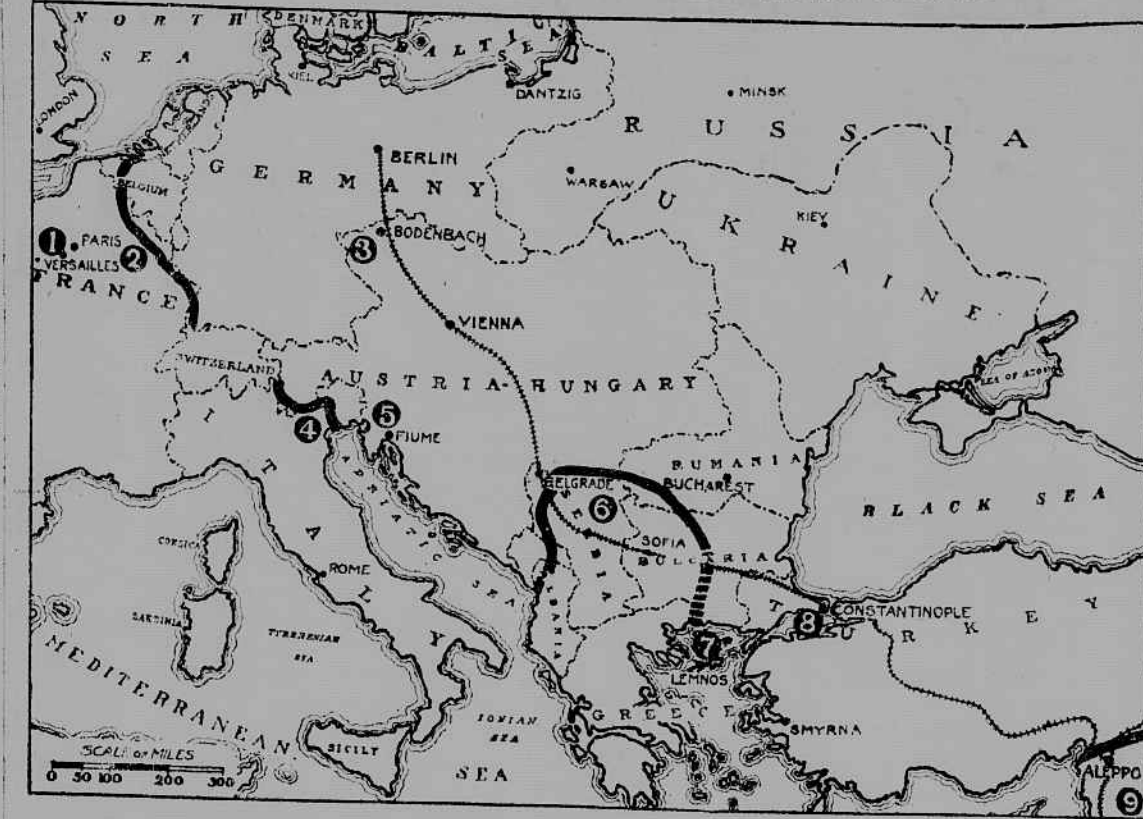 NORTH
SEA
DENMARK
BALTIC
SEA
KIEL
DANTZIG
MINSK
LONDON
RUSSIA
BERLIN
GERMANY
WARSAW
BELGIUM
UKRAINE
KIEV
1
PARIS
2
3
BODENBACH
VERSAILLES
FRANCE
VIENNA
SWITZERLAND
AUSTRIA-HUNGARY
SEA OF AZOV
4
5
FIUME
ITALY
ADRIATIC SEA
RUMANIA
BELGRADE
BUCHAREST
6
SERBIA
BLACK SEA
CORSICA
SOFIA
BULGARIA
ROME
ALBANIA
SARDINIA
TYRRHENIAN
SEA
CONSTANTINOPLE
8
TURKEY
7
LEMNOS
MEDITERRANEAN
GREECE
IONIAN
SEA
SMYRNA
SICILY
SEA
SCALE OF MILES
0 50 100 200 300
ALEPPO
9